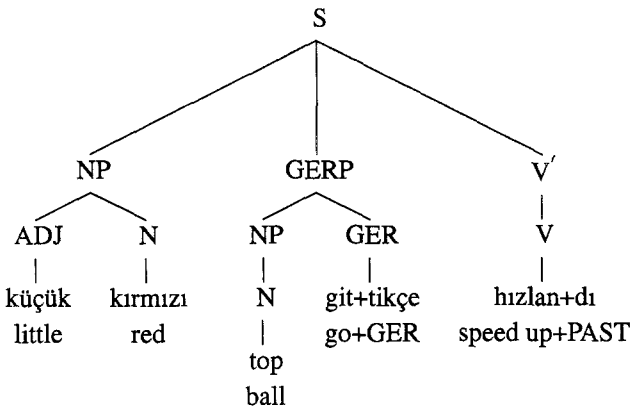 S
NP GERP V′
ADJ N NP GER V
küçük kırmızı N git+tikçe hızlan+dı
little red go+GER speed up+PAST
top
ball